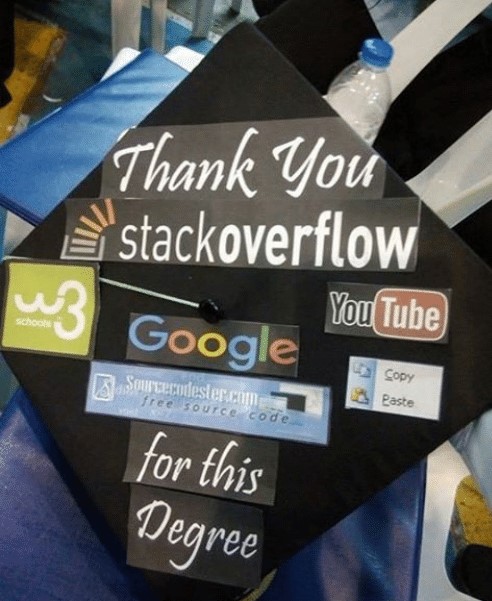 Thank You
stackoverflow
w3
schools
YouTube
Google
Sourcecodester.com
free source code
Copy
Paste
for this
Degree